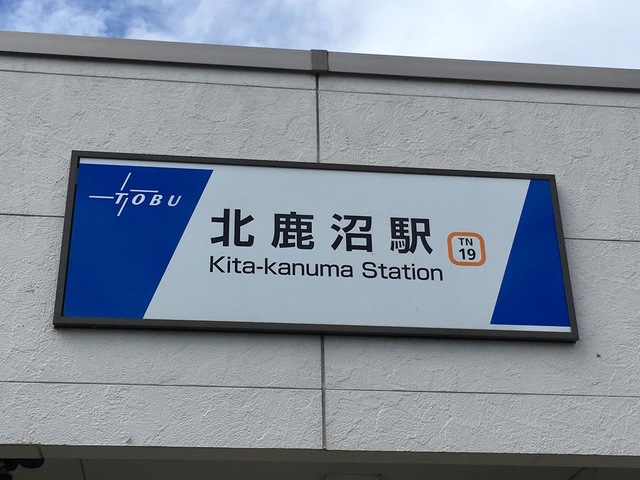 TOBU
北鹿沼駅
TN
19
Kita-kanuma Station